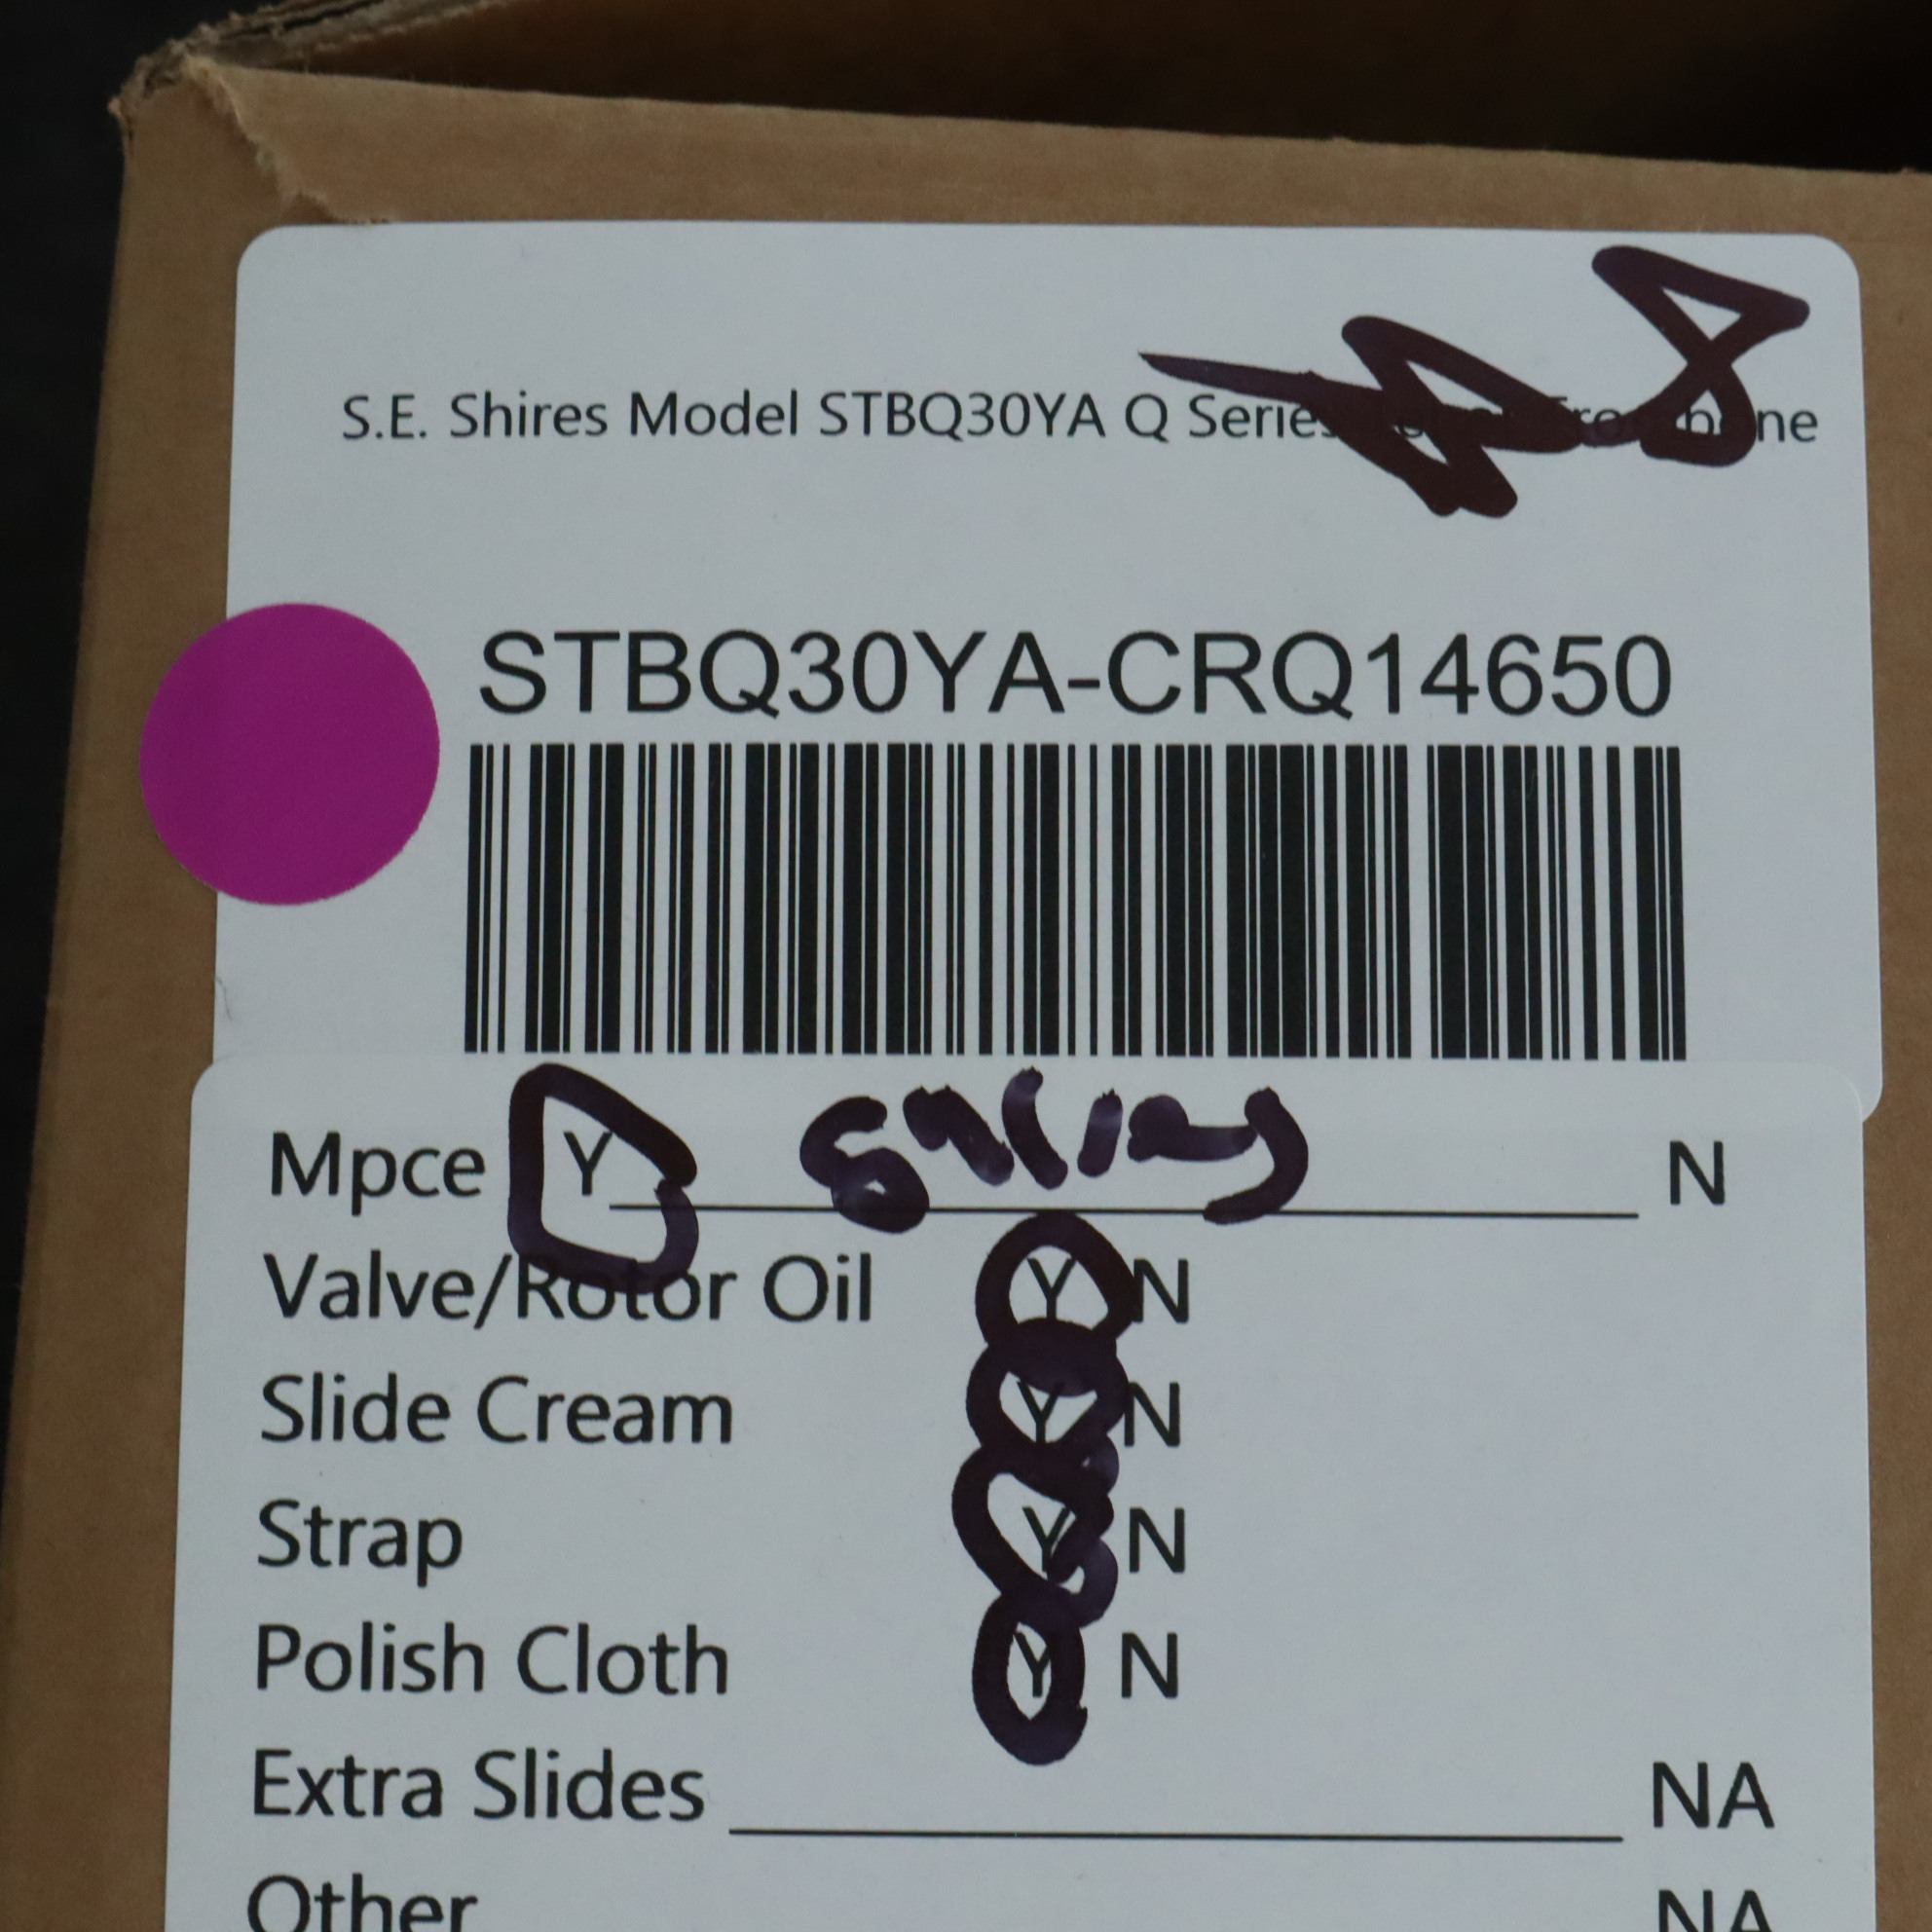 S.E. Shires Model STBQ30YA Q Series Trombone
STBQ30YA-CRQ14650
Mpce Y N
Valve/Rotor Oil Y N
Slide Cream Y N
Strap Y N
Polish Cloth Y N
Extra Slides NA
Other NA